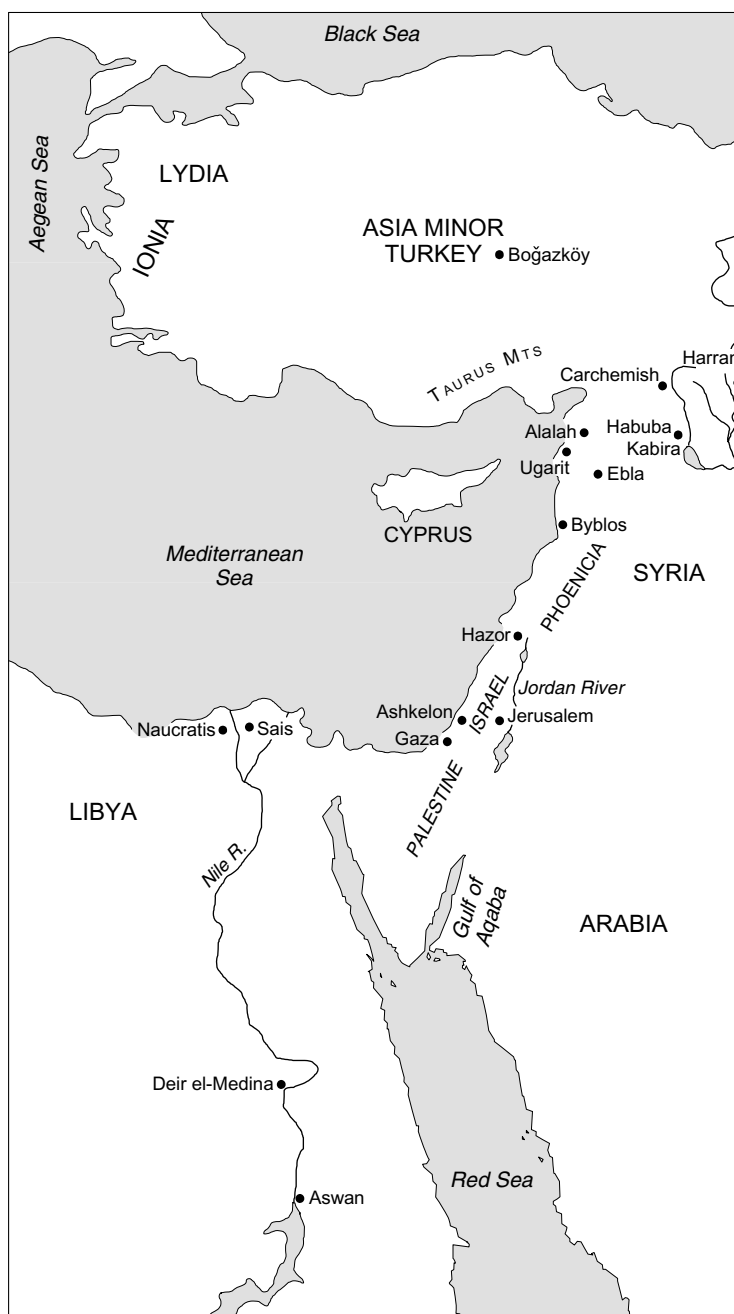 Black Sea
Aegean Sea
LYDIA
IONIA
ASIA MINOR
TURKEY
Boğazköy
TAURUS MTS
Harran
Carchemish
Alalah
Habuba
Kabira
Ugarit
Ebla
CYPRUS
Byblos
Mediterranean
Sea
SYRIA
PHOENICIA
Hazor
ISRAEL
Jordan River
Ashkelon
Jerusalem
Naucratis
Sais
Gaza
PALESTINE
LIBYA
Nile R.
Gulf of
Aqaba
ARABIA
Deir el-Medina
Red Sea
Aswan